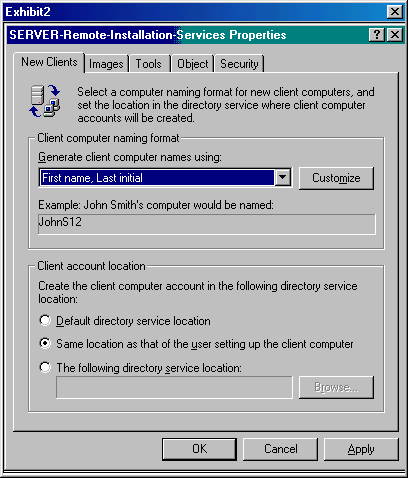 Exhibit2
SERVER-Remote-Installation-Services Properties
New Clients Images Tools Object Security
Select a computer naming format for new client computers, and
set the location in the directory service where client computer
accounts will be created.
Client computer naming format
Generate client computer names using:
First name, Last initial
Customize
Example: John Smith's computer would be named:
JohnS12
Client account location
Create the client computer account in the following directory service
location:
Default directory service location
Same location as that of the user setting up the client computer
The following directory service location:
Browse...
OK Cancel Apply